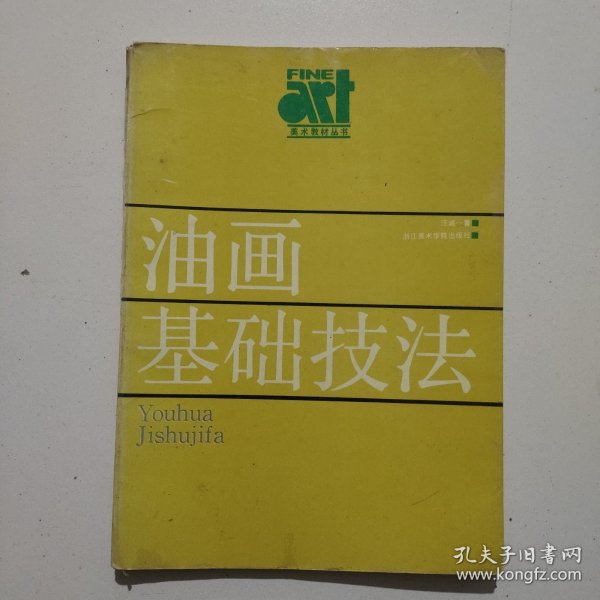 FINE
art
美术教材丛书
汪诚一著
浙江美术学院出版社
油画
基础技法
Youhua
Jishujifa
孔夫子旧书网
www.kongfz.com